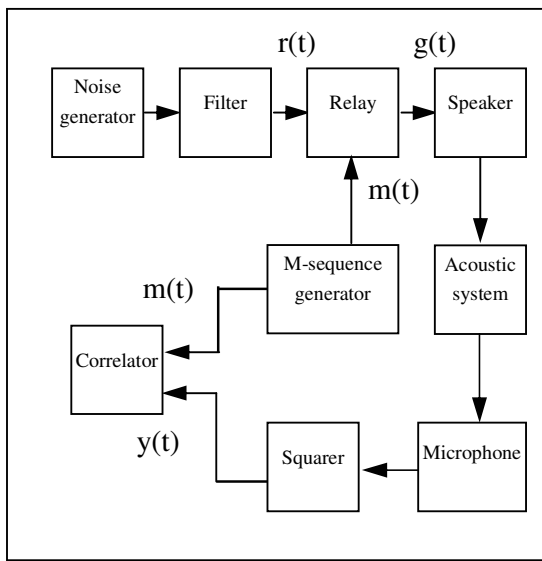 r(t)
g(t)
Noise
generator
Filter
Relay
Speaker
m(t)
M-sequence
generator
Acoustic
system
m(t)
Correlator
y(t)
Squarer
Microphone